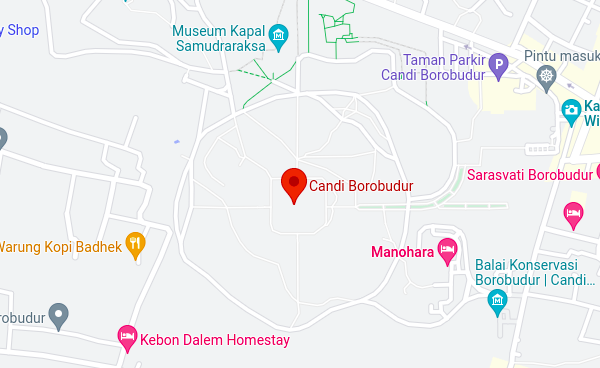 y Shop
Museum Kapal
Samudraraksa
Taman Parkir
Candi Borobudur
P
Pintu masuk
Ka
Wi
Candi Borobudur
Sarasvati Borobudur
Warung Kopi Badhek
Manohara
Balai Konservasi
Borobudur | Candi...
orobudur
Kebon Dalem Homestay